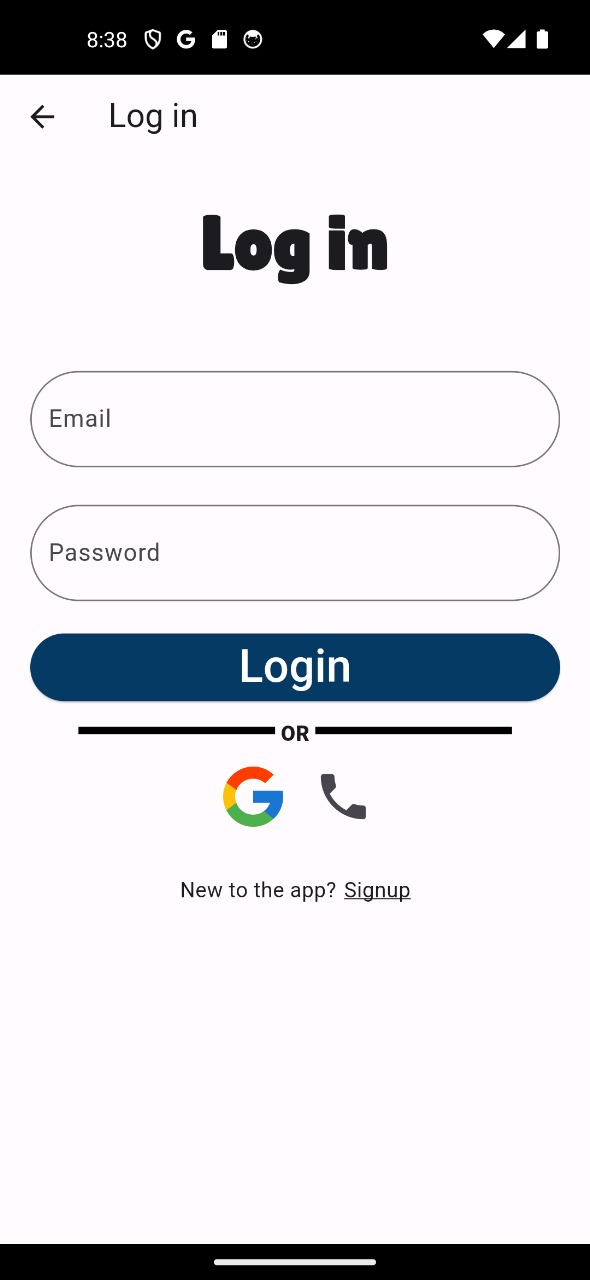 8:38
Log in
Log in
Email
Password
Login
OR
New to the app? Signup